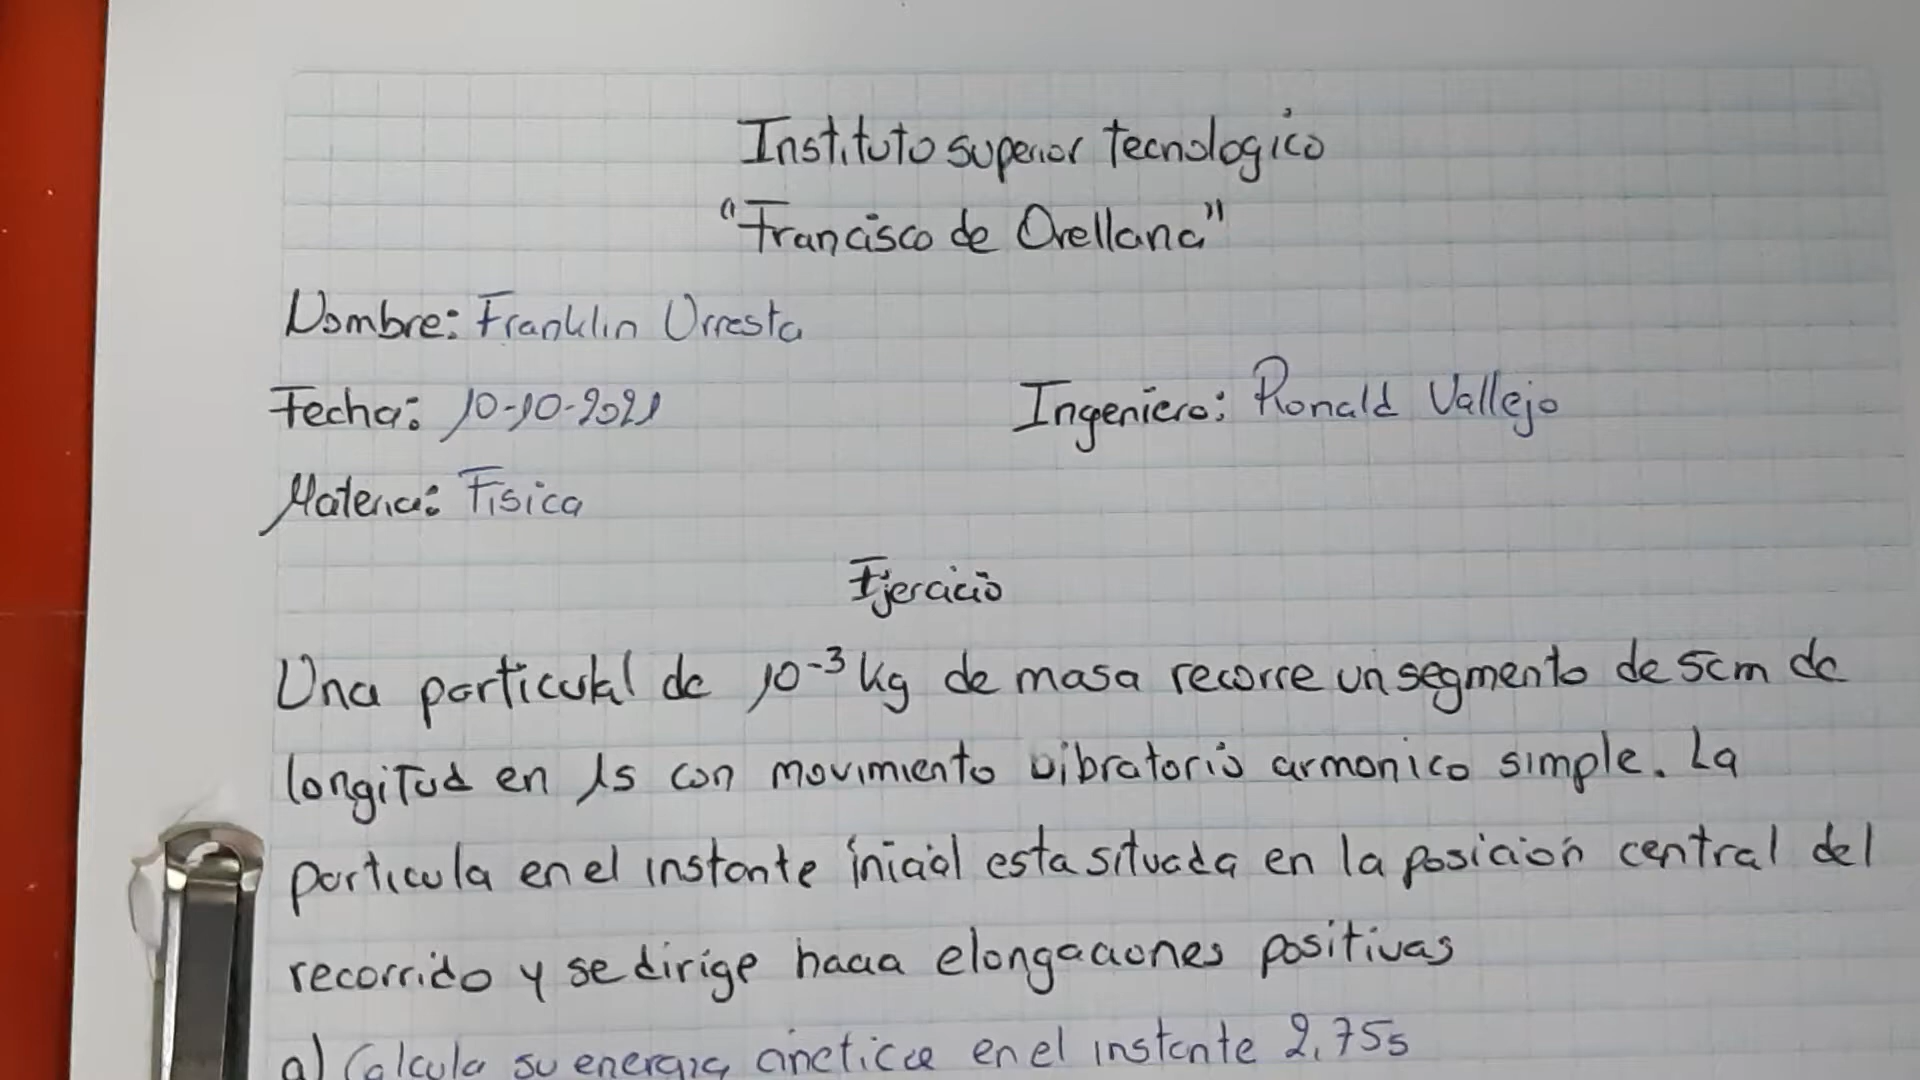 Instituto superior tecnologico
"Francisco de Orellana"
Nombre: Franklin Urresta
Fecha: 10-10-2021
Ingeniero: Ronald Vallejo
Materia: Fisica
Ejercicio
Una particulal de 10⁻³ kg de masa recorre un segmento de 5cm de
longitud en 1s con movimiento vibratorio armonico simple. La
particula en el instante inicial esta situada en la posición central del
recorrido y se dirige hacia elongaciones positivas
a) Calcula su energia cinetica en el instante 2,75s